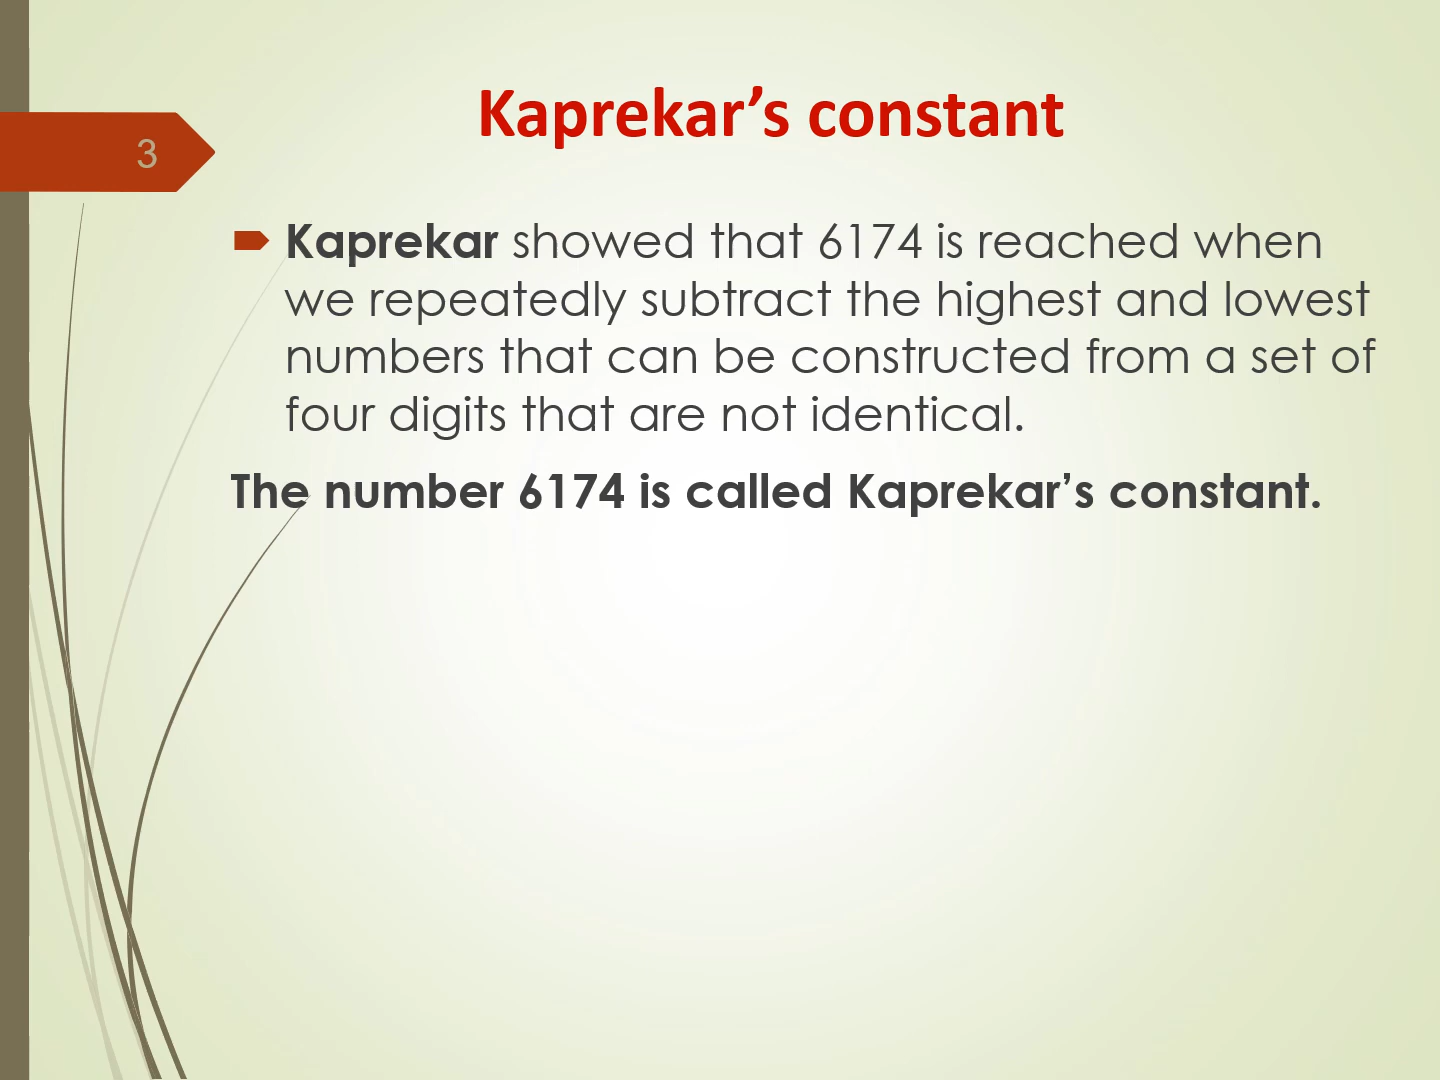 Kaprekar’s constant
3
Kaprekar showed that 6174 is reached when
we repeatedly subtract the highest and lowest
numbers that can be constructed from a set of
four digits that are not identical.
The number 6174 is called Kaprekar’s constant.